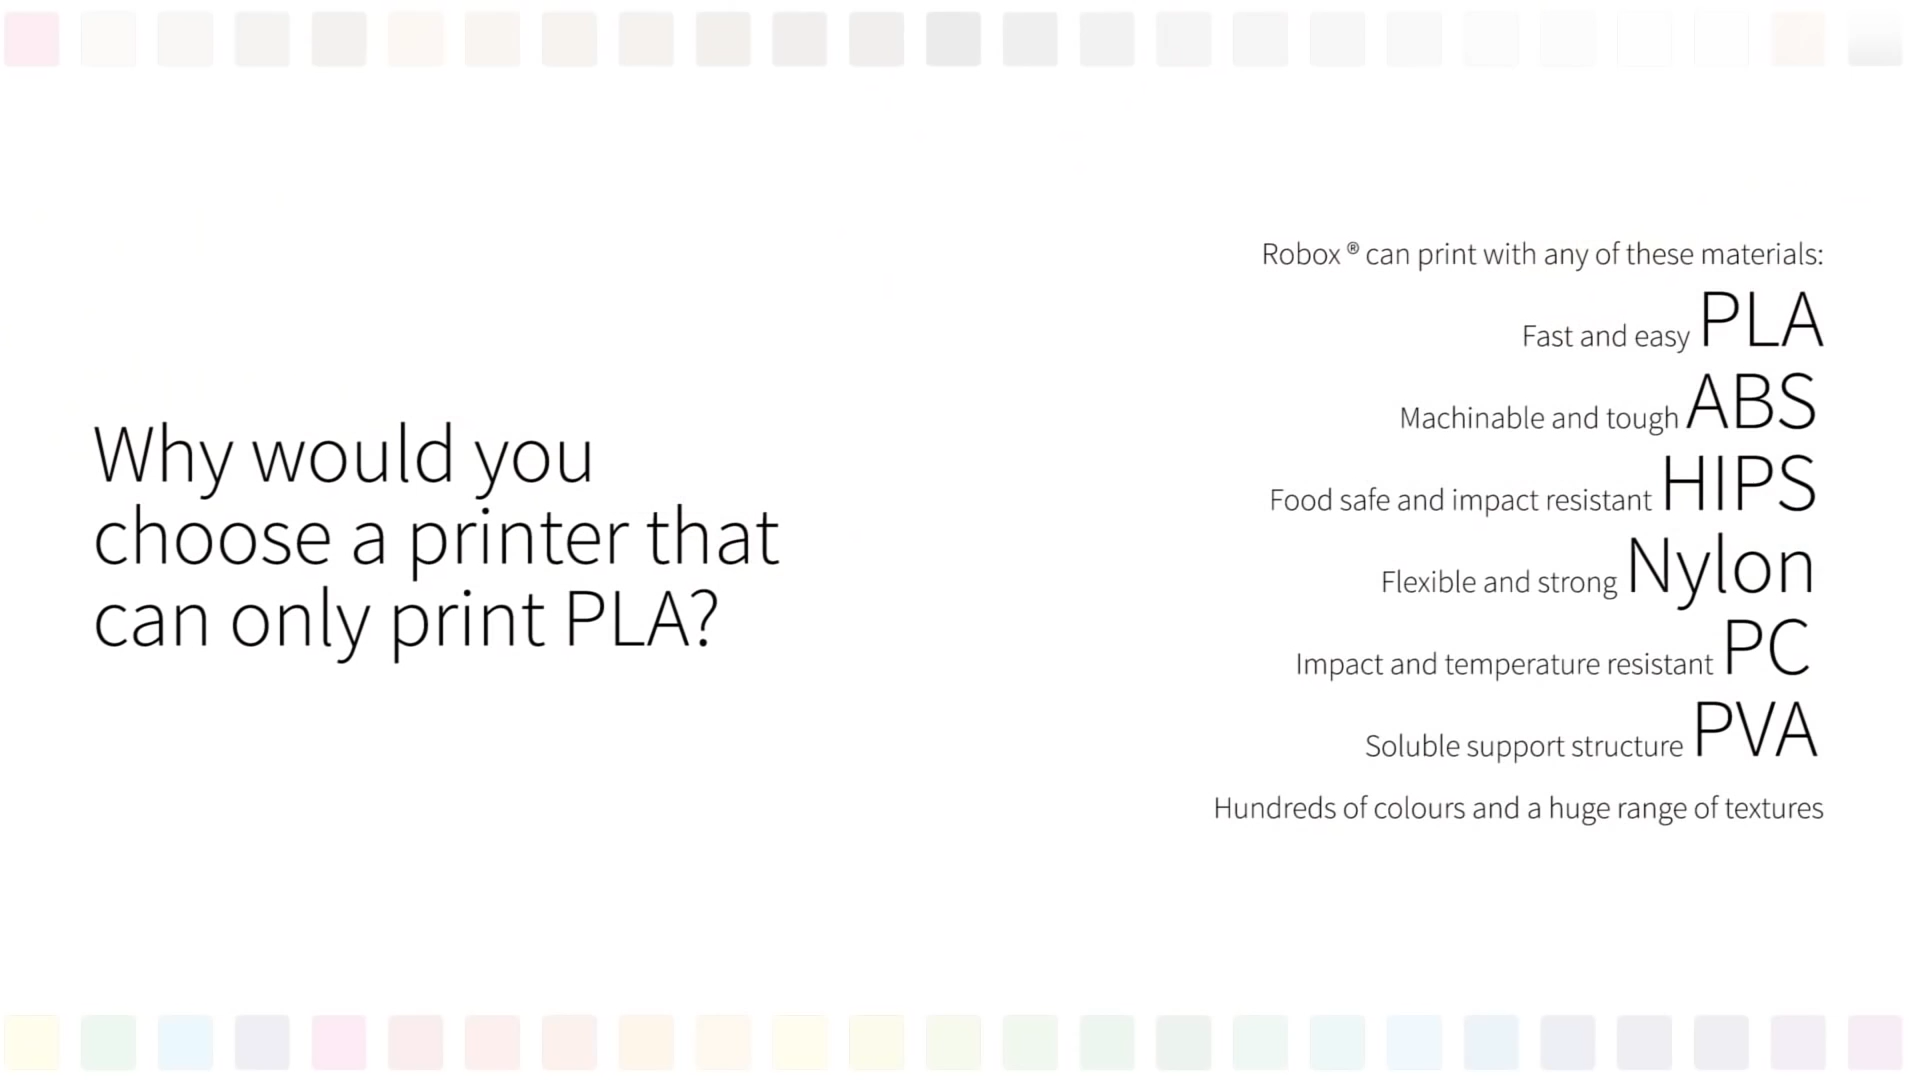 Why would you
choose a printer that
can only print PLA?
Robox ® can print with any of these materials:
Fast and easy PLA
Machinable and tough ABS
Food safe and impact resistant HIPS
Flexible and strong Nylon
Impact and temperature resistant PC
Soluble support structure PVA
Hundreds of colours and a huge range of textures